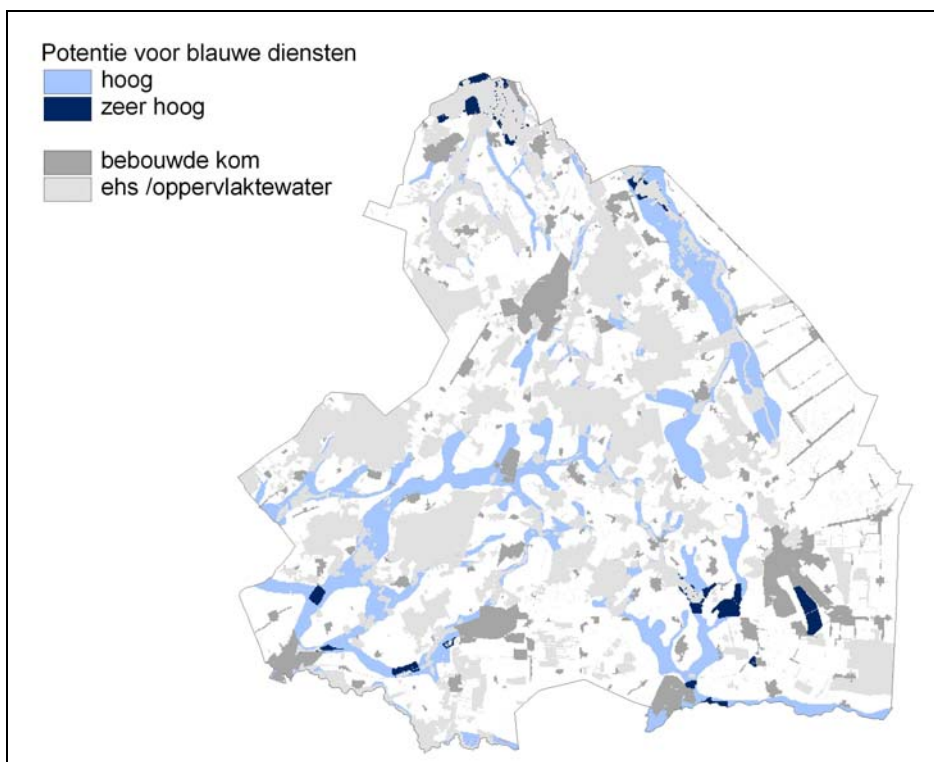 Potentie voor blauwe diensten
hoog
zeer hoog
bebouwde kom
ehs /oppervlaktewater